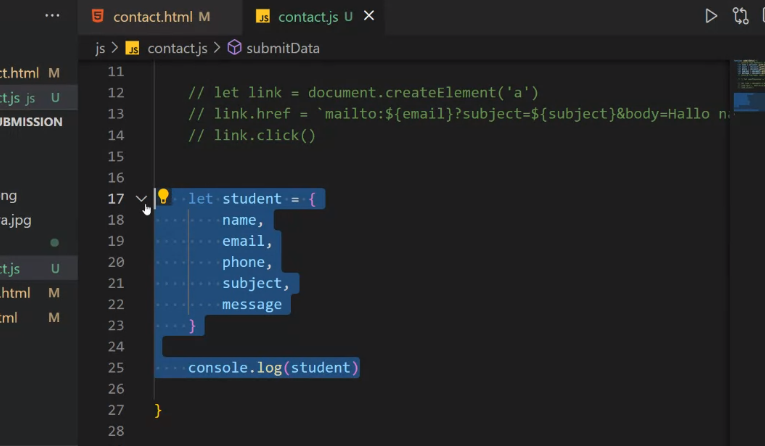 ... contact.html M JS contact.js U
js > JS contact.js > submitData
ct.html M
ct.js js U
UBMISSION
ng
a.jpg
ct.js U
.html M
tml M
11
12 // let link = document.createElement('a')
13 // link.href = `mailto:${email}?subject=${subject}&body=Hallo na
14 // link.click()
15
16
17 let student = {
18 name,
19 email,
20 phone,
21 subject,
22 message
23 }
24
25 console.log(student)
26
27 }
28